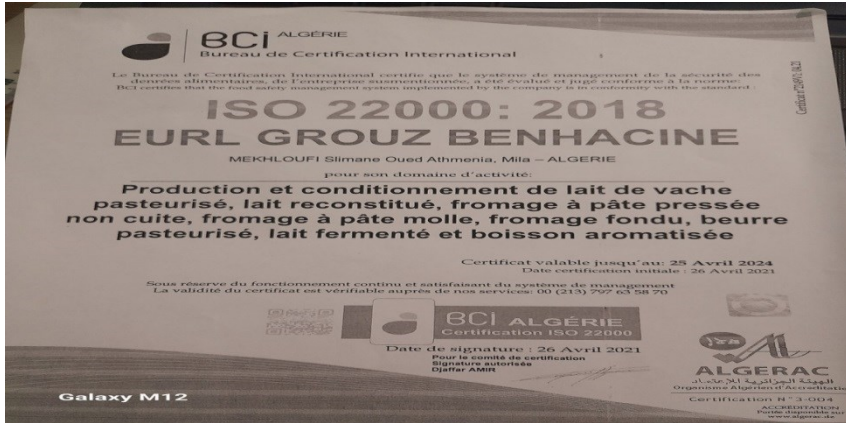 BCI ALGÉRIE
Bureau de Certification International
Le Bureau de Certification International certifie que le système de management de la sécurité des
denrées alimentaires, de l'entreprise susmentionnée, a été évalué et jugé conforme à la norme:
BCI certifies that the food safety management system implemented by the company is in conformity with the standard :
ISO 22000: 2018
EURL GROUZ BENHACINE
MEKHLOUFI Slimane Oued Athmenia, Mila – ALGERIE
pour son domaine d'activité:
Production et conditionnement de lait de vache
pasteurisé, lait reconstitué, fromage à pâte pressée
non cuite, fromage à pâte molle, fromage fondu, beurre
pasteurisé, lait fermenté et boisson aromatisée
Certificat valable jusqu'au: 25 Avril 2024
Date certification initiale : 26 Avril 2021
Sous réserve du fonctionnement continu et satisfaisant du système de management
La validité du certificat est vérifiable auprès de nos services: 00 (213) 797 63 58 70
BCI ALGÉRIE
Certification ISO 22000
Date de signature : 26 Avril 2021
Pour le comité de certification
Signature autorisée
Djaffar AMIR
ALGERAC
الهيئة الجزائرية للإعتماد
Organisme Algérien d'Accréditation
Certification N°3-004
ACCRÉDITATION
Portée disponible sur
www.algerac.dz
Galaxy M12